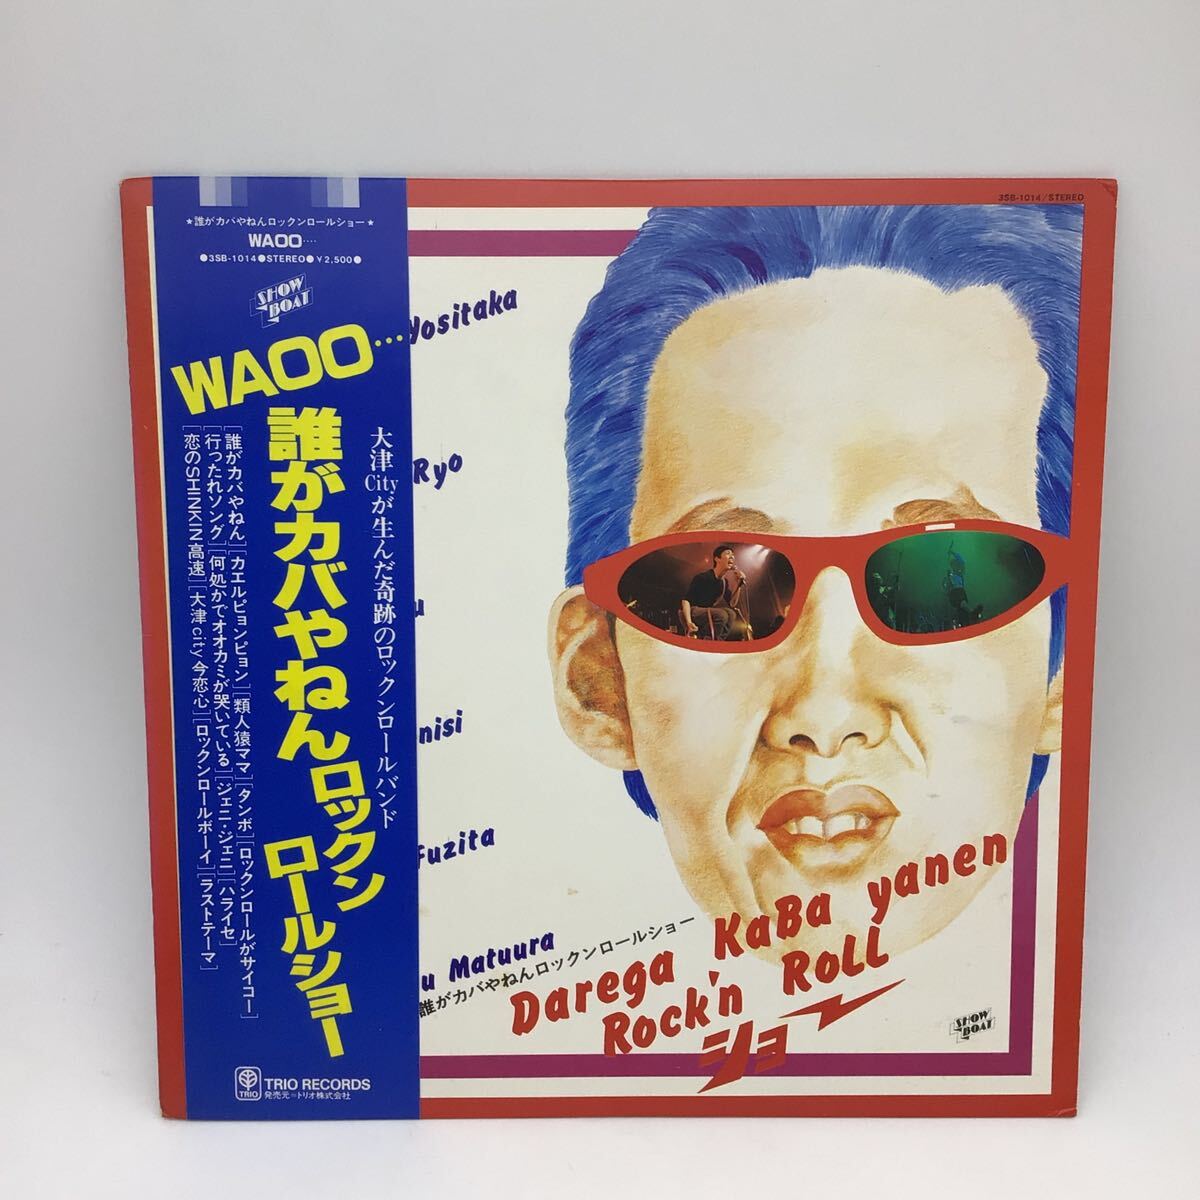 ★誰がカバやねんロックンロールショー★
WAOO‥‥
●3SB-1014●STEREO●¥2,500●
SHOW
BOAT
WAOO…
誰がカバやねんロックン
ロールショー
大津Cityが生んだ奇跡のロックンロールバンド
[誰がカバやねん][カエルピョンピョン][類人猿ママ][タンポ][ロックンロールがサイコー]
[行ったれソング][何処かでオオカミが哭いている][ジェニ・ジェニ][ハライセ]
[恋のSHINKIN高速][大津city今恋心][ロックンロールボーイ][ラストテーマ]
TRIO
TRIO RECORDS
発売元=トリオ株式会社
3SB-1014/STEREO
Yositaka
Ryo
u
nisi
Fuzita
u Matuura
誰がカバやねんロックンロールショー
Darega KaBa yanen
Rock'n RoLL
ショー
SHOW
BOAT